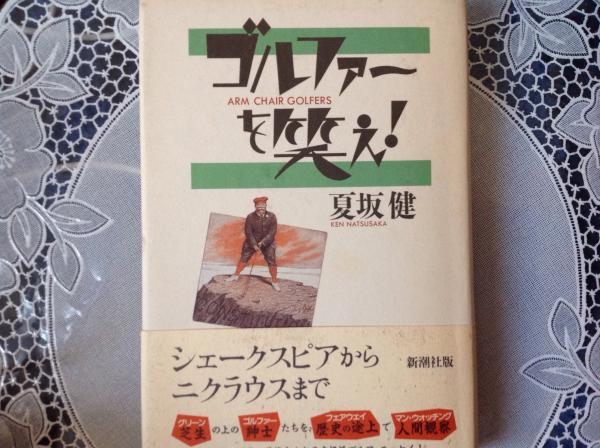 ゴルファー
ARM CHAIR GOLFERS
を笑え!
夏坂健
KEN NATSUSAKA
シェークスピアから
ニクラウスまで
新潮社版
グリーン ゴルファー フェアウエイ マン・ウォッチング
芝生の上の紳士たちを歴史の途上で人間観察